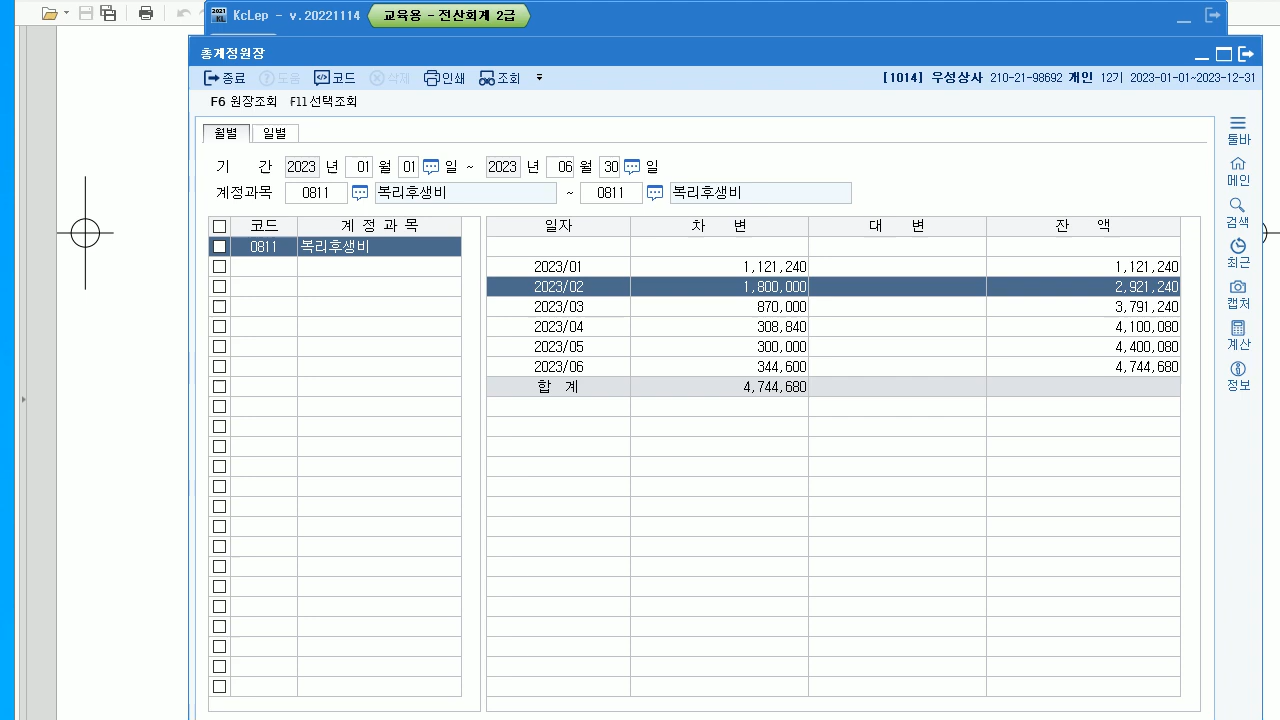 2021 KL KcLep - v.20221114 교육용 - 전산회계 2급
총계정원장
종료 도움 코드 삭제 인쇄 조회 [1014] 우성상사 210-21-98692 개인 12기 2023-01-01~2023-12-31
F6 원장조회 F11선택조회
월별 일별
기 간 2023 년 01 월 01 일 ~ 2023 년 06 월 30 일
계정과목 0811 복리후생비 ~ 0811 복리후생비
코드 계 정 과 목 일자 차 변 대 변 잔 액
0811 복리후생비
2023/01 1,121,240 1,121,240
2023/02 1,800,000 2,921,240
2023/03 870,000 3,791,240
2023/04 308,840 4,100,080
2023/05 300,000 4,400,080
2023/06 344,600 4,744,680
합 계 4,744,680
툴바
메인
검색
최근
캡처
계산
정보